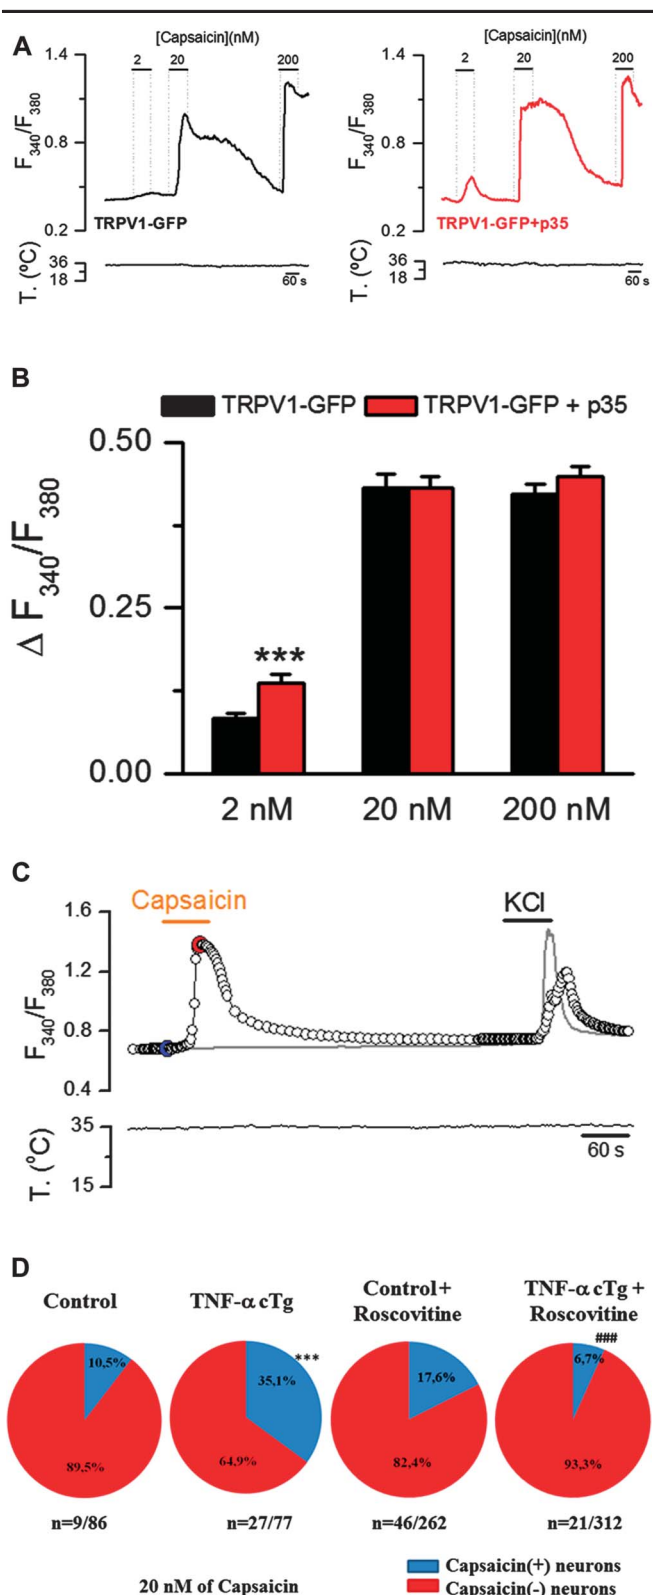 A
[Capsaicin](nM)
2 20 200
1.4
0.8
0.2
F340/F380
TRPV1-GFP
T. (ºC)
36
18
60 s
[Capsaicin](nM)
2 20 200
1.4
0.8
0.2
F340/F380
TRPV1-GFP+p35
T. (ºC)
36
18
60 s
B
TRPV1-GFP TRPV1-GFP + p35
0.50
0.25
0.00
Δ F340/F380
***
2 nM 20 nM 200 nM
C
Capsaicin
KCl
1.6
1.2
0.8
0.4
F340/F380
T. (ºC)
35
15
60 s
D
Control
10,5%
89,5%
n=9/86
TNF-α cTg
***
35,1%
64,9%
n=27/77
Control+
Roscovitine
17,6%
82,4%
n=46/262
TNF-α cTg +
Roscovitine
###
6,7%
93,3%
n=21/312
20 nM of Capsaicin
Capsaicin(+) neurons
Capsaicin(-) neurons